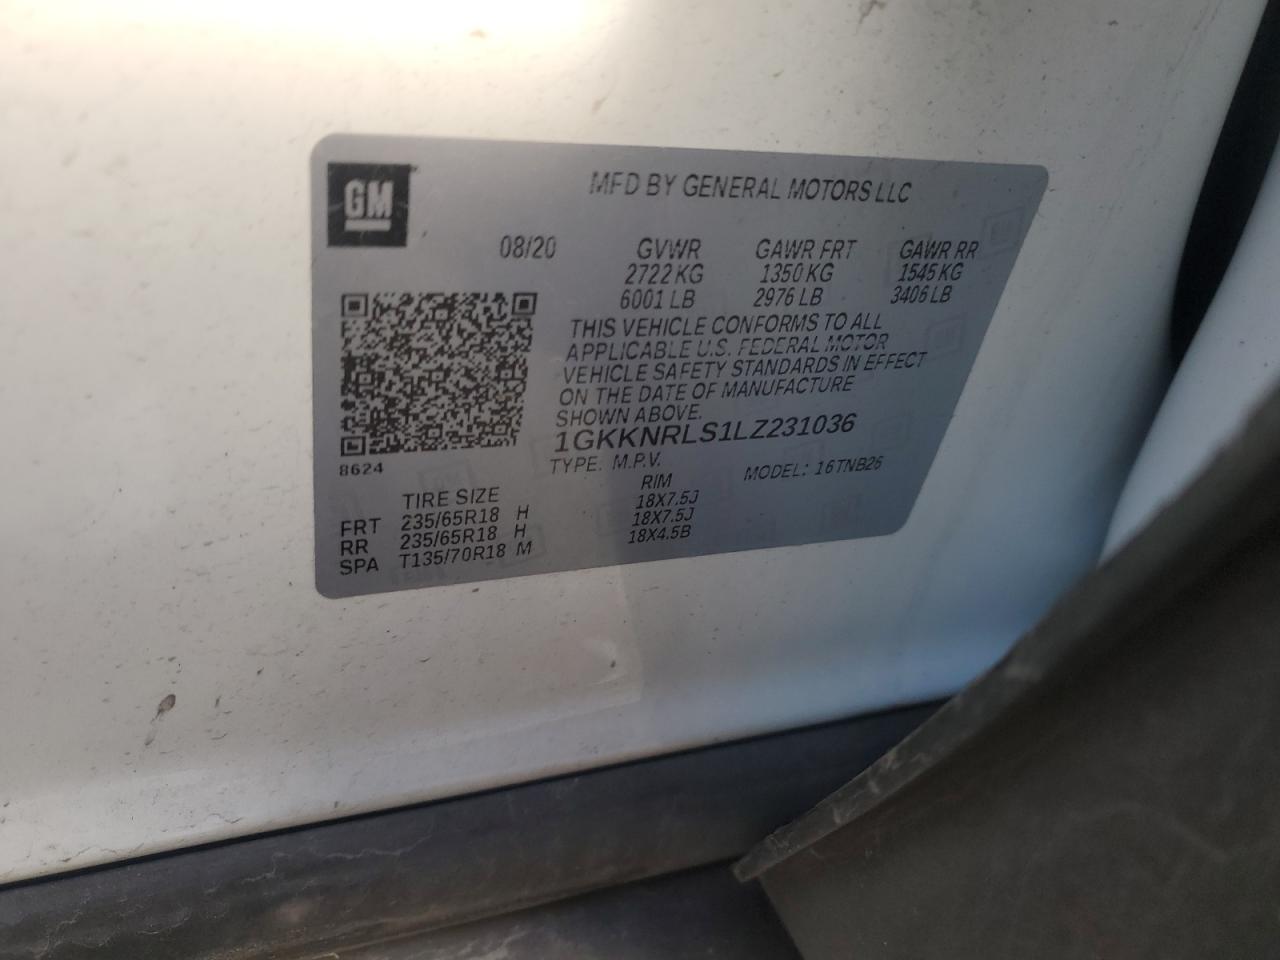 GM
MFD BY GENERAL MOTORS LLC
08/20 GVWR GAWR FRT GAWR RR
2722 KG 1350 KG 1545 KG
6001 LB 2976 LB 3406 LB
THIS VEHICLE CONFORMS TO ALL
APPLICABLE U.S. FEDERAL MOTOR
VEHICLE SAFETY STANDARDS IN EFFECT
ON THE DATE OF MANUFACTURE
SHOWN ABOVE.
1GKKNRLS1LZ231036
8624
TYPE: M.P.V. MODEL: 16TNB26
TIRE SIZE RIM
FRT 235/65R18 H 18X7.5J
RR 235/65R18 H 18X7.5J
SPA T135/70R18 M 18X4.5B